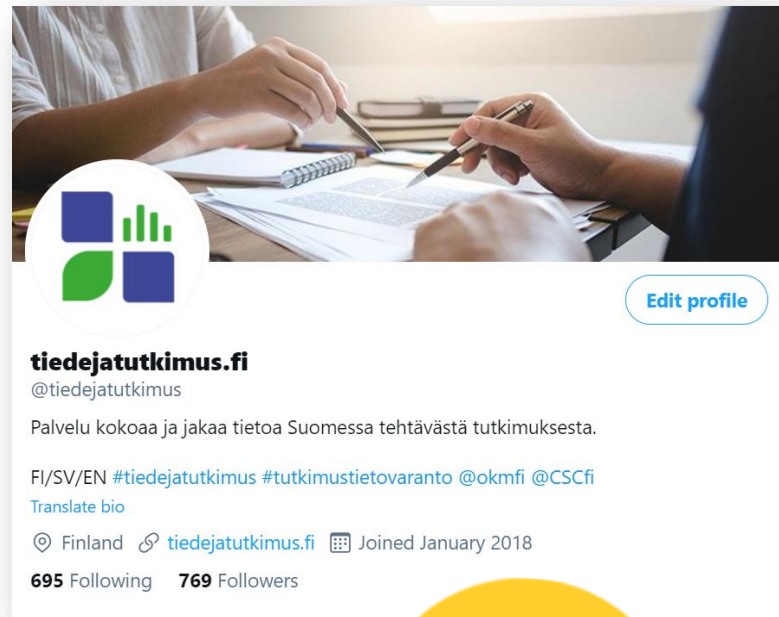 Edit profile
tiedejatutkimus.fi
@tiedejatutkimus
Palvelu kokoaa ja jakaa tietoa Suomessa tehtävästä tutkimuksesta.
FI/SV/EN #tiedejatutkimus #tutkimustietovaranto @okmfi @CSCfi
Translate bio
Finland tiedejatutkimus.fi Joined January 2018
695 Following 769 Followers